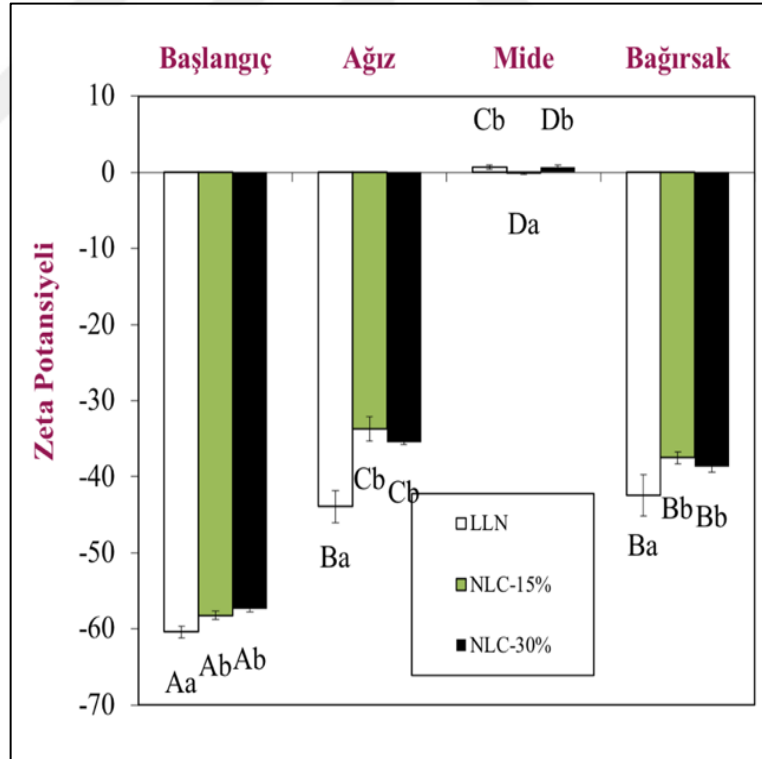 Başlangıç Ağız Mide Bağırsak
Zeta Potansiyeli
10
0
-10
-20
-30
-40
-50
-60
-70
Aa Ab Ab
Ba Cb Cb
Cb Da Db
Ba Bb Bb
LLN
NLC-15%
NLC-30%